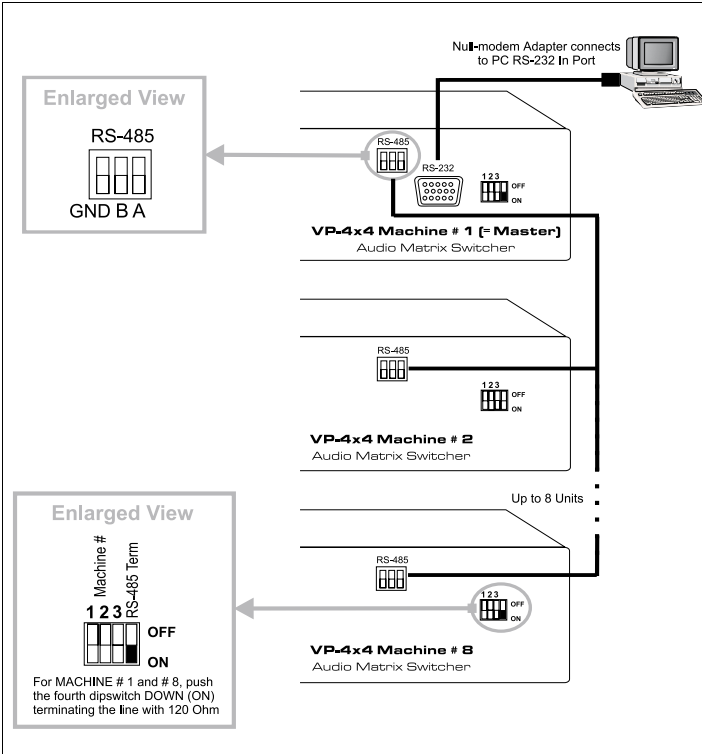 Null-modem Adapter connects
to PC RS-232 In Port
Enlarged View
RS-485
GND B A
RS-485
RS-232
1 2 3
OFF
ON
VP-4x4 Machine # 1 (= Master)
Audio Matrix Switcher
RS-485
1 2 3
OFF
ON
VP-4x4 Machine # 2
Audio Matrix Switcher
Up to 8 Units
Enlarged View
Machine #
RS-485 Term
1 2 3
OFF
ON
For MACHINE # 1 and # 8, push
the fourth dipswitch DOWN (ON)
terminating the line with 120 Ohm
RS-485
1 2 3
OFF
ON
VP-4x4 Machine # 8
Audio Matrix Switcher